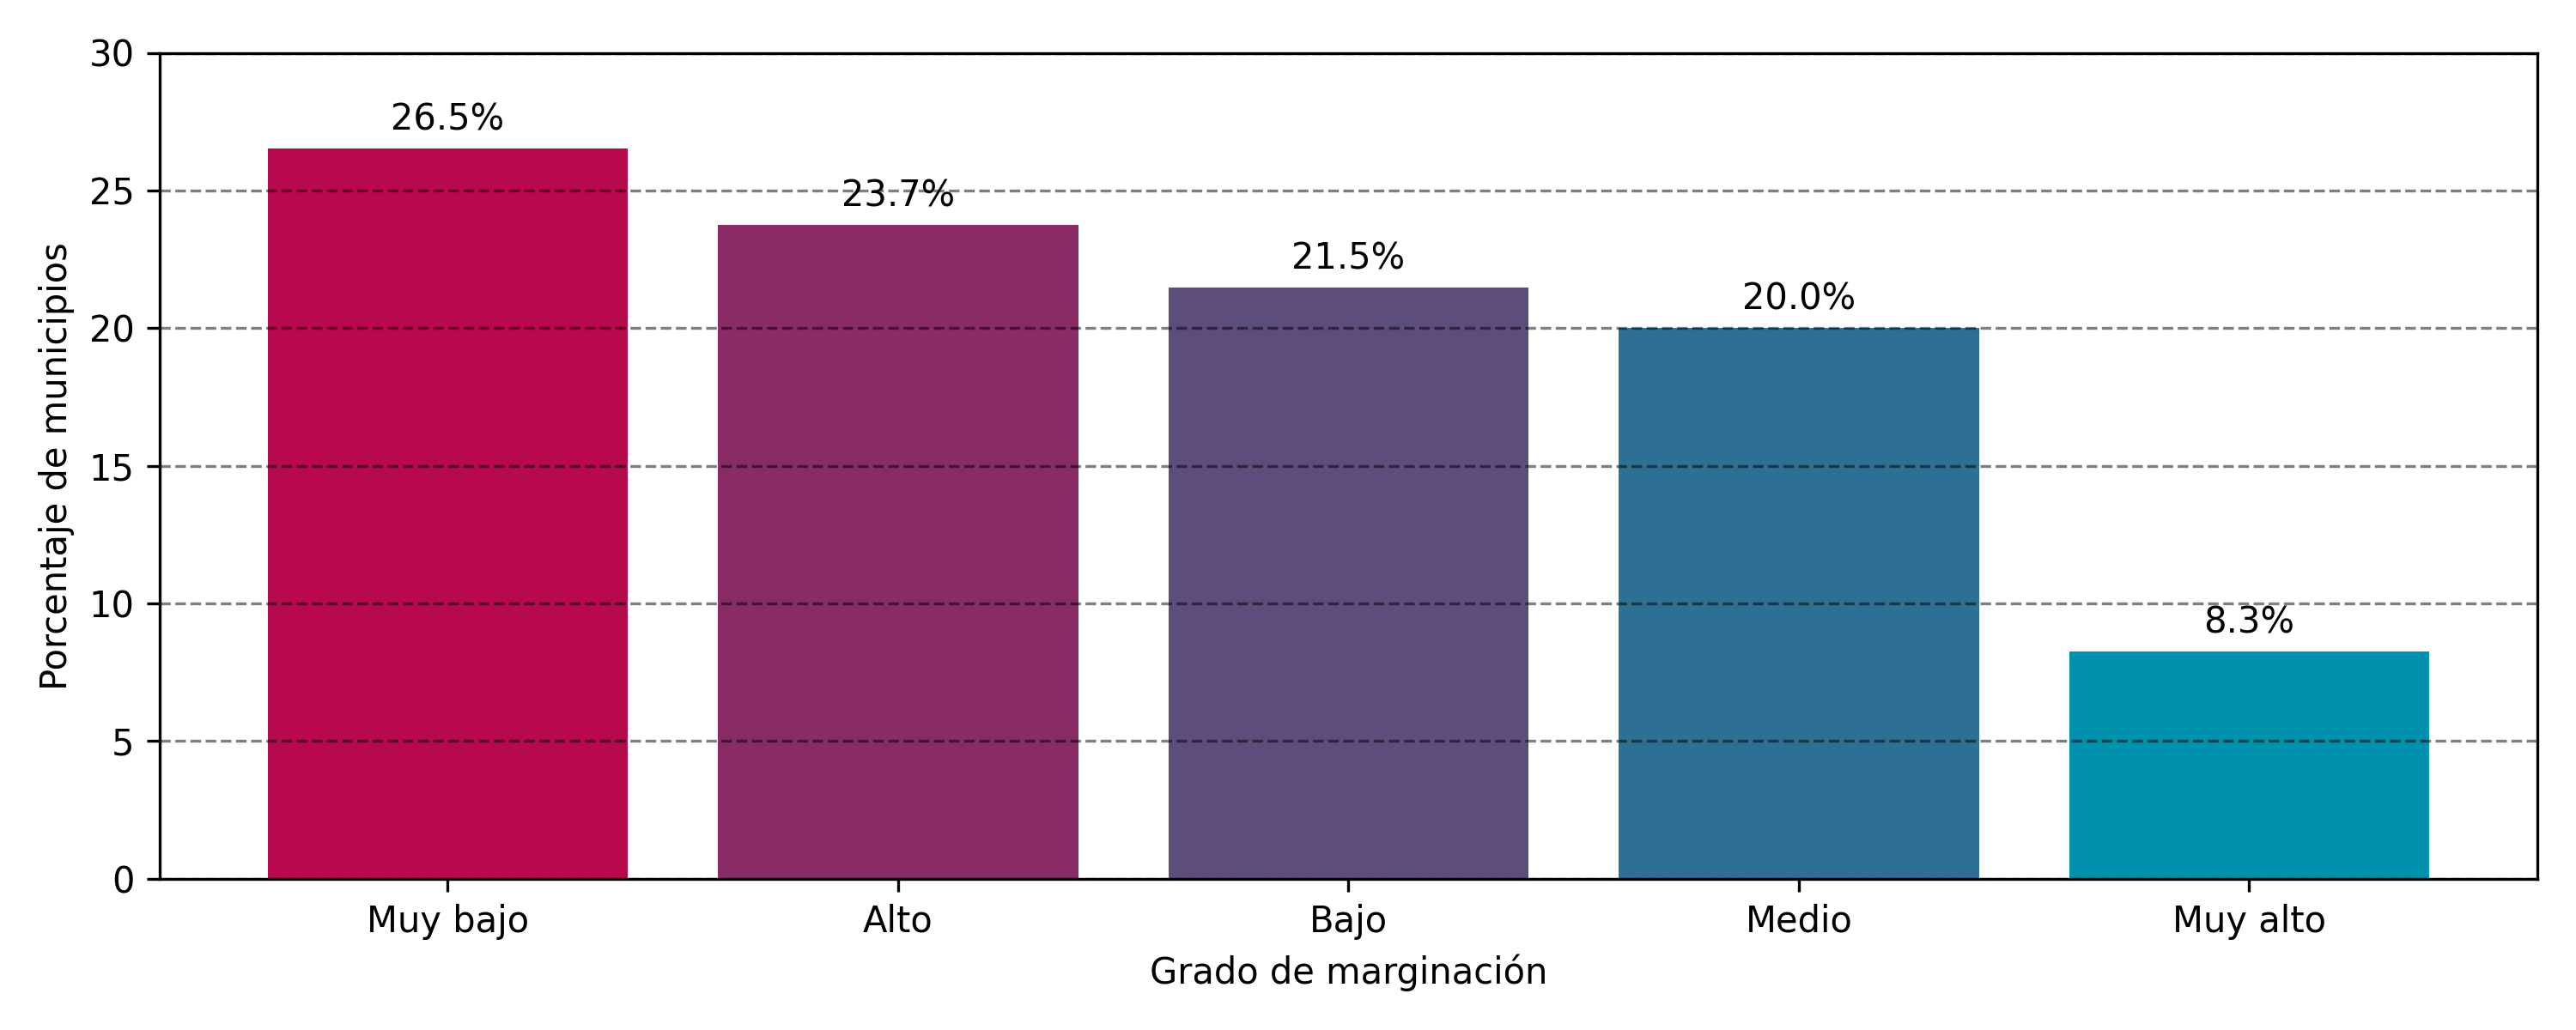 30
25
20
15
10
5
0
Porcentaje de municipios
26.5%
23.7%
21.5%
20.0%
8.3%
Muy bajo
Alto
Bajo
Medio
Muy alto
Grado de marginación